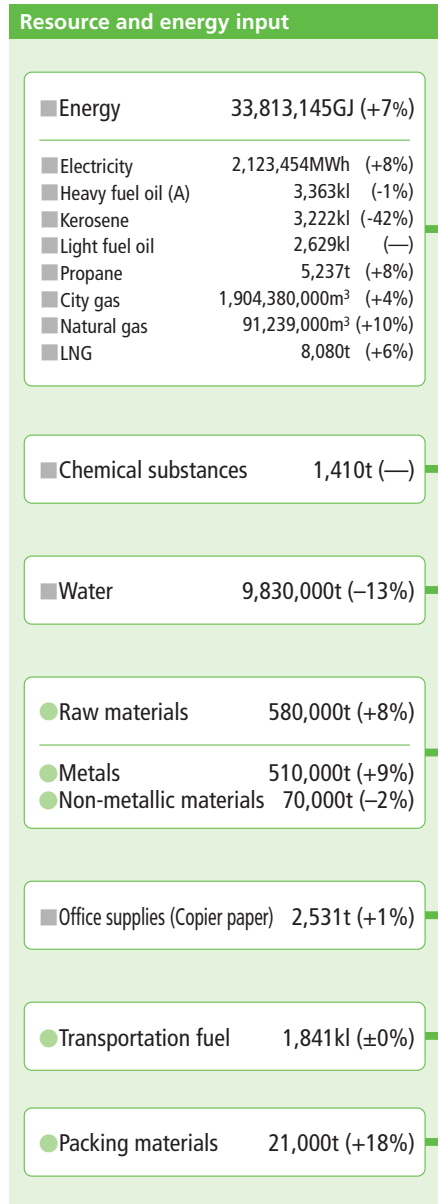 Resource and energy input
Energy 33,813,145GJ (+7%)
Electricity 2,123,454MWh (+8%)
Heavy fuel oil (A) 3,363kl (-1%)
Kerosene 3,222kl (-42%)
Light fuel oil 2,629kl (—)
Propane 5,237t (+8%)
City gas 1,904,380,000m³ (+4%)
Natural gas 91,239,000m³ (+10%)
LNG 8,080t (+6%)
Chemical substances 1,410t (—)
Water 9,830,000t (–13%)
Raw materials 580,000t (+8%)
Metals 510,000t (+9%)
Non-metallic materials 70,000t (–2%)
Office supplies (Copier paper) 2,531t (+1%)
Transportation fuel 1,841kl (±0%)
Packing materials 21,000t (+18%)